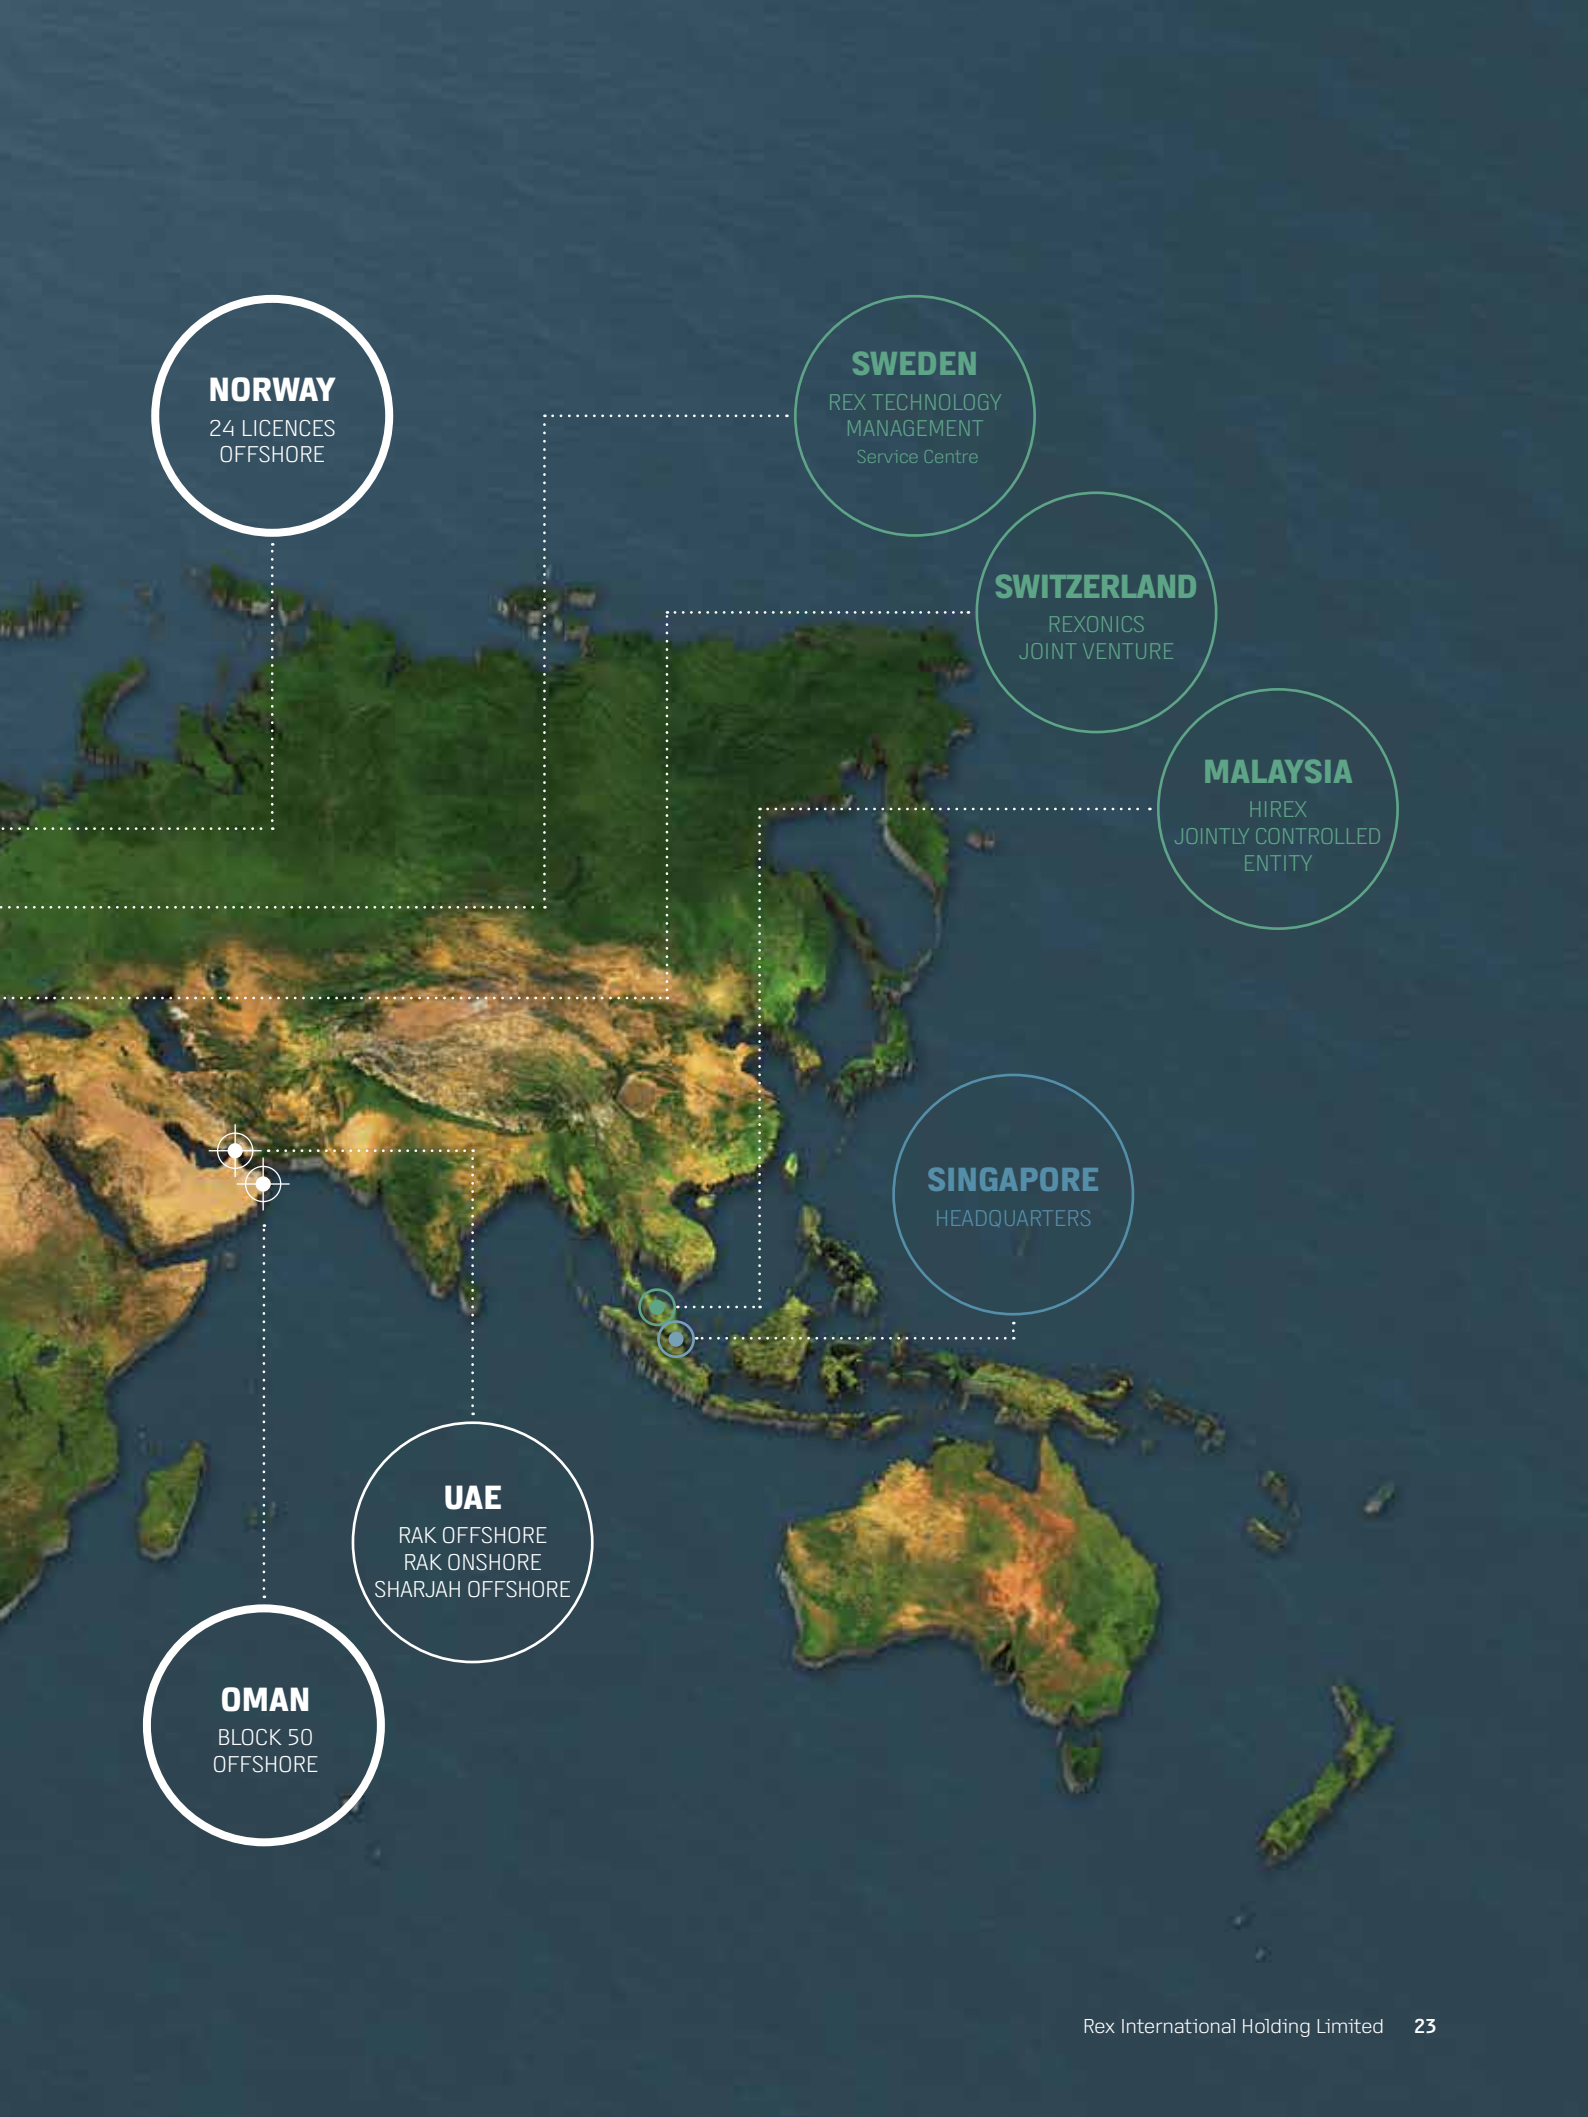 NORWAY
24 LICENCES
OFFSHORE
SWEDEN
REX TECHNOLOGY
MANAGEMENT
Service Centre
SWITZERLAND
REXONICS
JOINT VENTURE
MALAYSIA
HIREX
JOINTLY CONTROLLED
ENTITY
SINGAPORE
HEADQUARTERS
UAE
RAK OFFSHORE
RAK ONSHORE
SHARJAH OFFSHORE
OMAN
BLOCK 50
OFFSHORE
Rex International Holding Limited 23